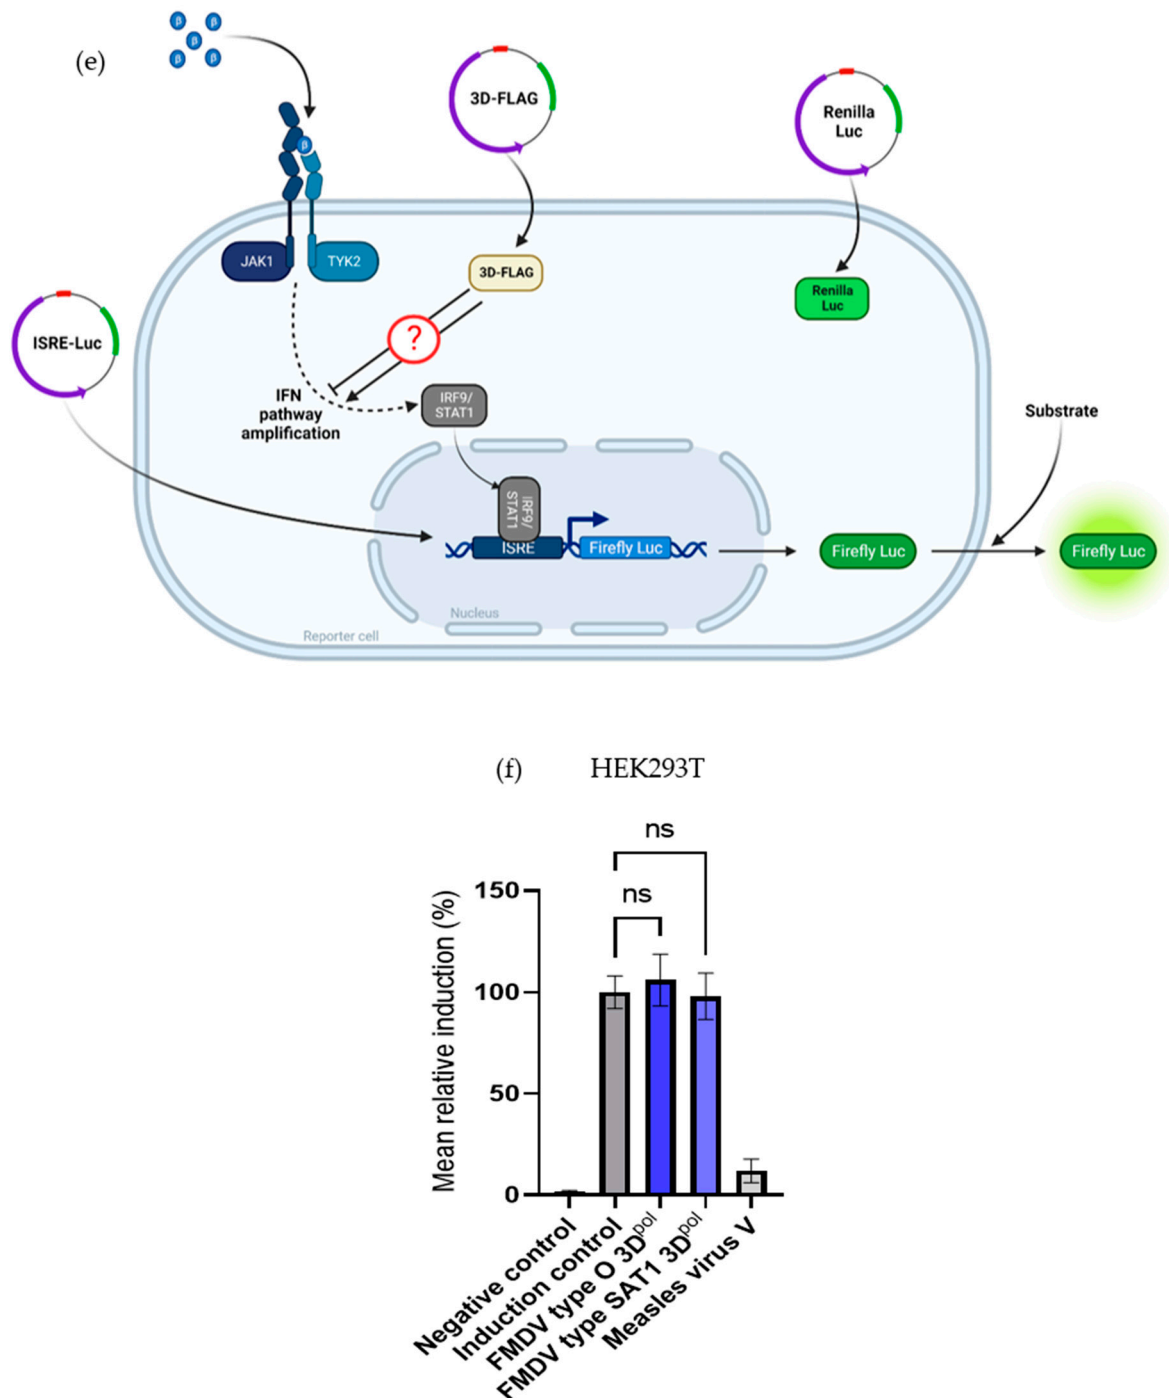 (e)
β β
β
β β
3D-FLAG
Renilla
Luc
β
JAK1
TYK2
3D-FLAG
Renilla
Luc
ISRE-Luc
?
IFN
pathway
amplification
IRF9/
STAT1
Substrate
IRF9/
STAT1
ISRE
Firefly Luc
Firefly Luc
Firefly Luc
Nucleus
Reporter cell
(f) HEK293T
ns
ns
Mean relative induction (%)
150
100
50
0
Negative control
Induction control
FMDV type O 3Dᵖᵒˡ
FMDV type SAT1 3Dᵖᵒˡ
Measles virus V